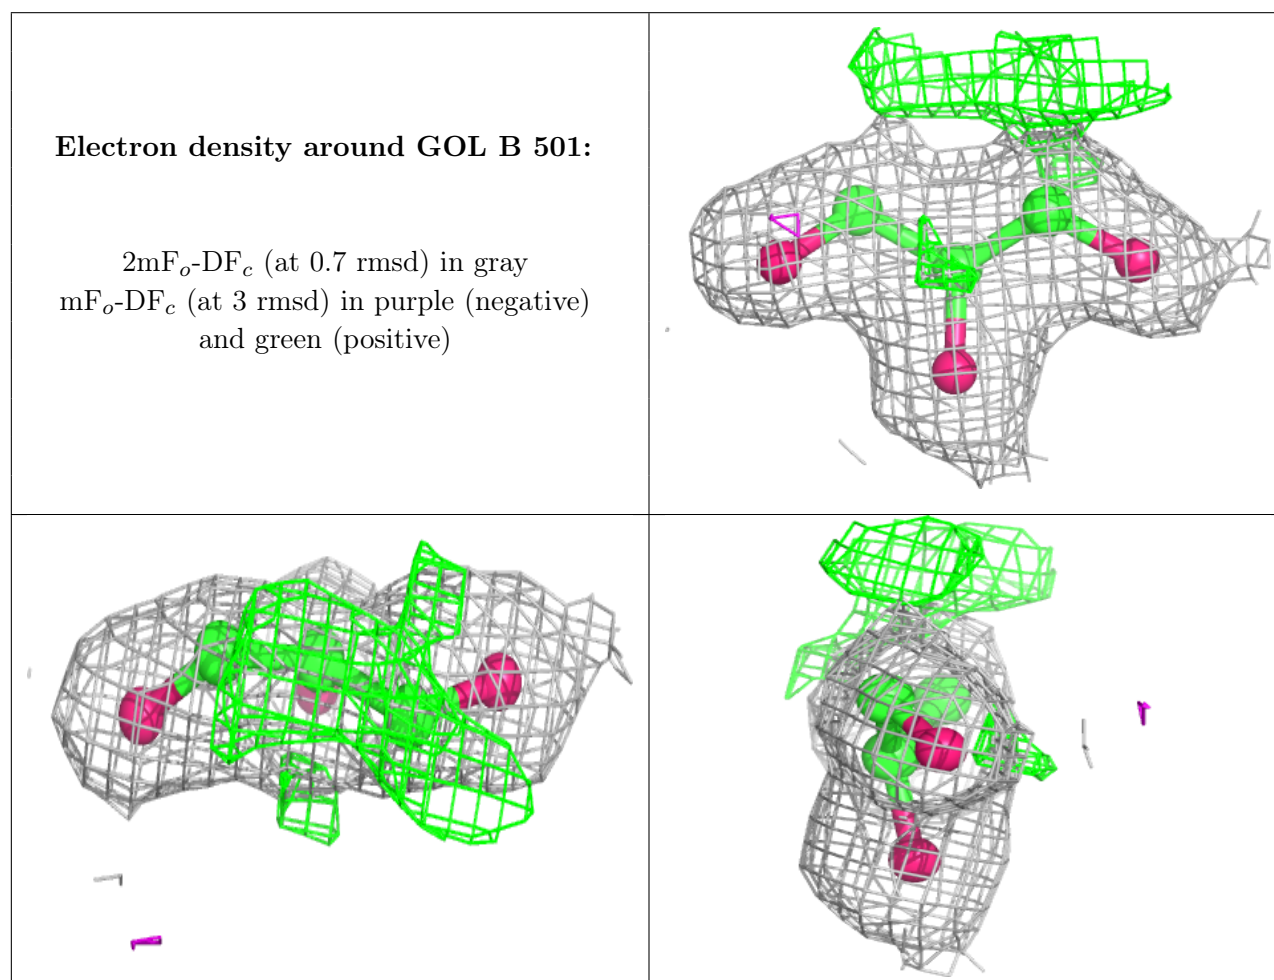 Electron density around GOL B 501:
2mFₒ-DF𝑐 (at 0.7 rmsd) in gray
mFₒ-DF𝑐 (at 3 rmsd) in purple (negative)
and green (positive)